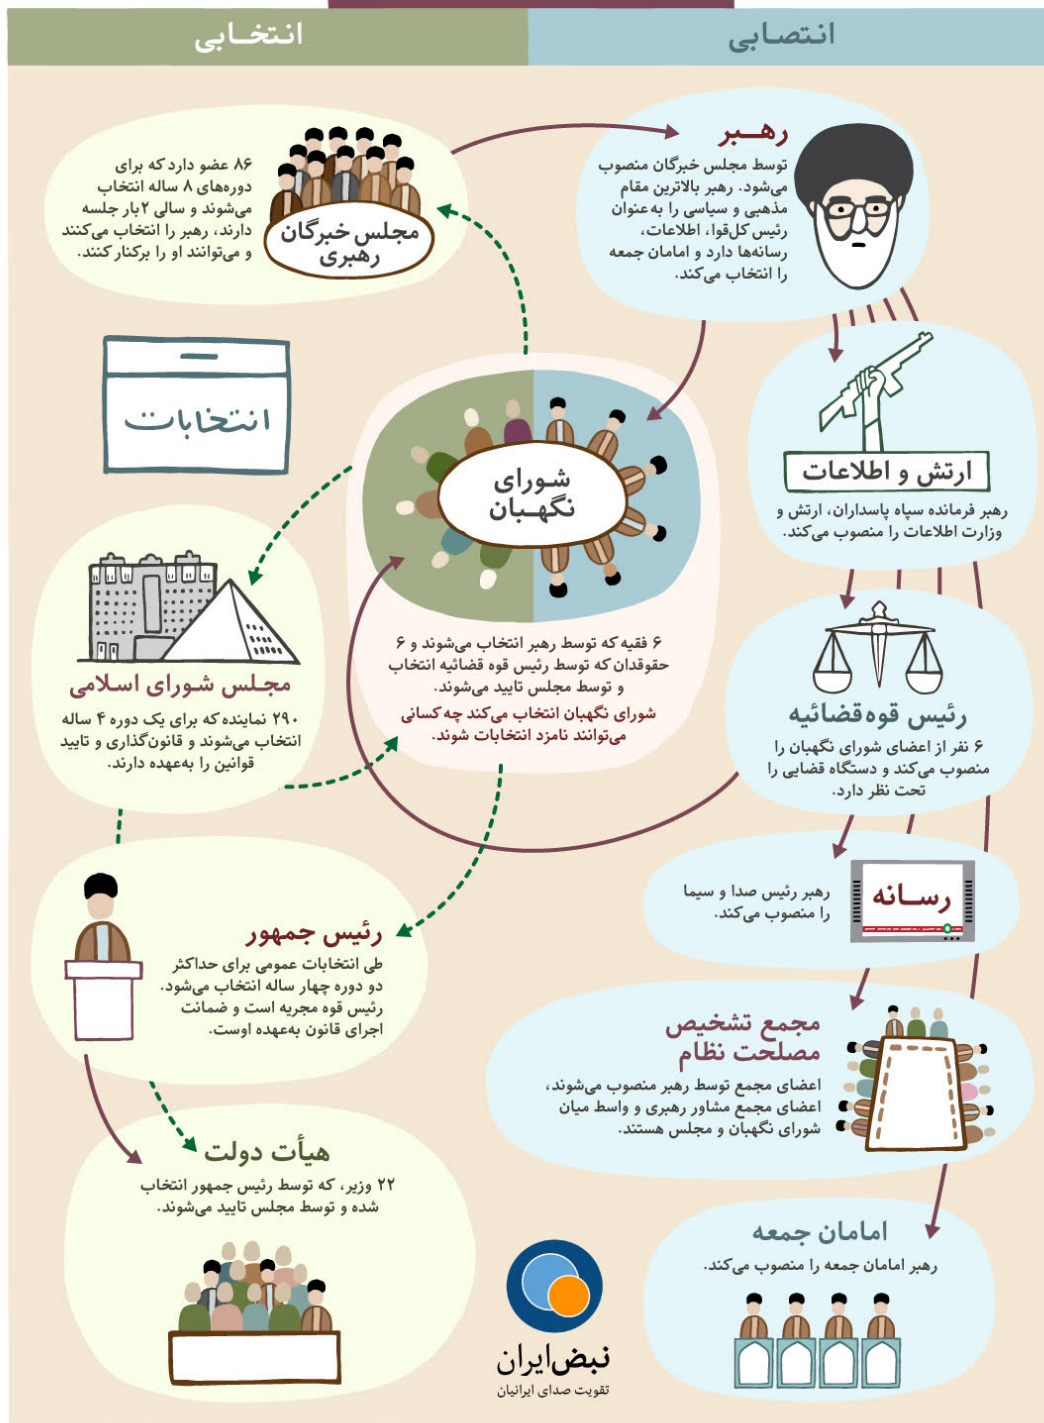 انتصابی
انتخابی
رهبر
توسط مجلس خبرگان منصوب
می‌شود. رهبر بالاترین مقام
مذهبی و سیاسی را به‌عنوان
رئیس کل‌قوا، اطلاعات،
رسانه‌ها دارد و امامان جمعه
را انتخاب می‌کند.
۸۶ عضو دارد که برای
دوره‌های ۸ ساله انتخاب
می‌شوند و سالی ۲بار جلسه
دارند، رهبر را انتخاب می‌کنند
و می‌توانند او را برکنار کنند.
مجلس خبرگان
رهبری
انتخابات
شورای
نگهبان
۶ فقیه که توسط رهبر انتخاب می‌شوند و ۶
حقوقدان که توسط رئیس قوه قضائیه انتخاب
و توسط مجلس تایید می‌شوند.
شورای نگهبان انتخاب می‌کند چه کسانی
می‌توانند نامزد انتخابات شوند.
ارتش و اطلاعات
رهبر فرمانده سپاه پاسداران، ارتش و
وزارت اطلاعات را منصوب می‌کند.
مجلس شورای اسلامی
۲۹۰ نماینده که برای یک دوره ۴ ساله
انتخاب می‌شوند و قانون‌گذاری و تایید
قوانین را به‌عهده دارند.
رئیس قوه‌قضائیه
۶ نفر از اعضای شورای نگهبان را
منصوب می‌کند و دستگاه قضایی را
تحت نظر دارد.
رسانه
رهبر رئیس صدا و سیما
را منصوب می‌کند.
رئیس جمهور
طی انتخابات عمومی برای حداکثر
دو دوره چهار ساله انتخاب می‌شود.
رئیس قوه مجریه است و ضمانت
اجرای قانون به‌عهده اوست.
مجمع تشخیص
مصلحت نظام
اعضای مجمع توسط رهبر منصوب می‌شوند،
اعضای مجمع مشاور رهبری و واسط میان
شورای نگهبان و مجلس هستند.
هیأت دولت
۲۲ وزیر، که توسط رئیس جمهور انتخاب
شده و توسط مجلس تایید می‌شوند.
امامان جمعه
رهبر امامان جمعه را منصوب می‌کند.
نبض‌ایران
تقویت صدای ایرانیان